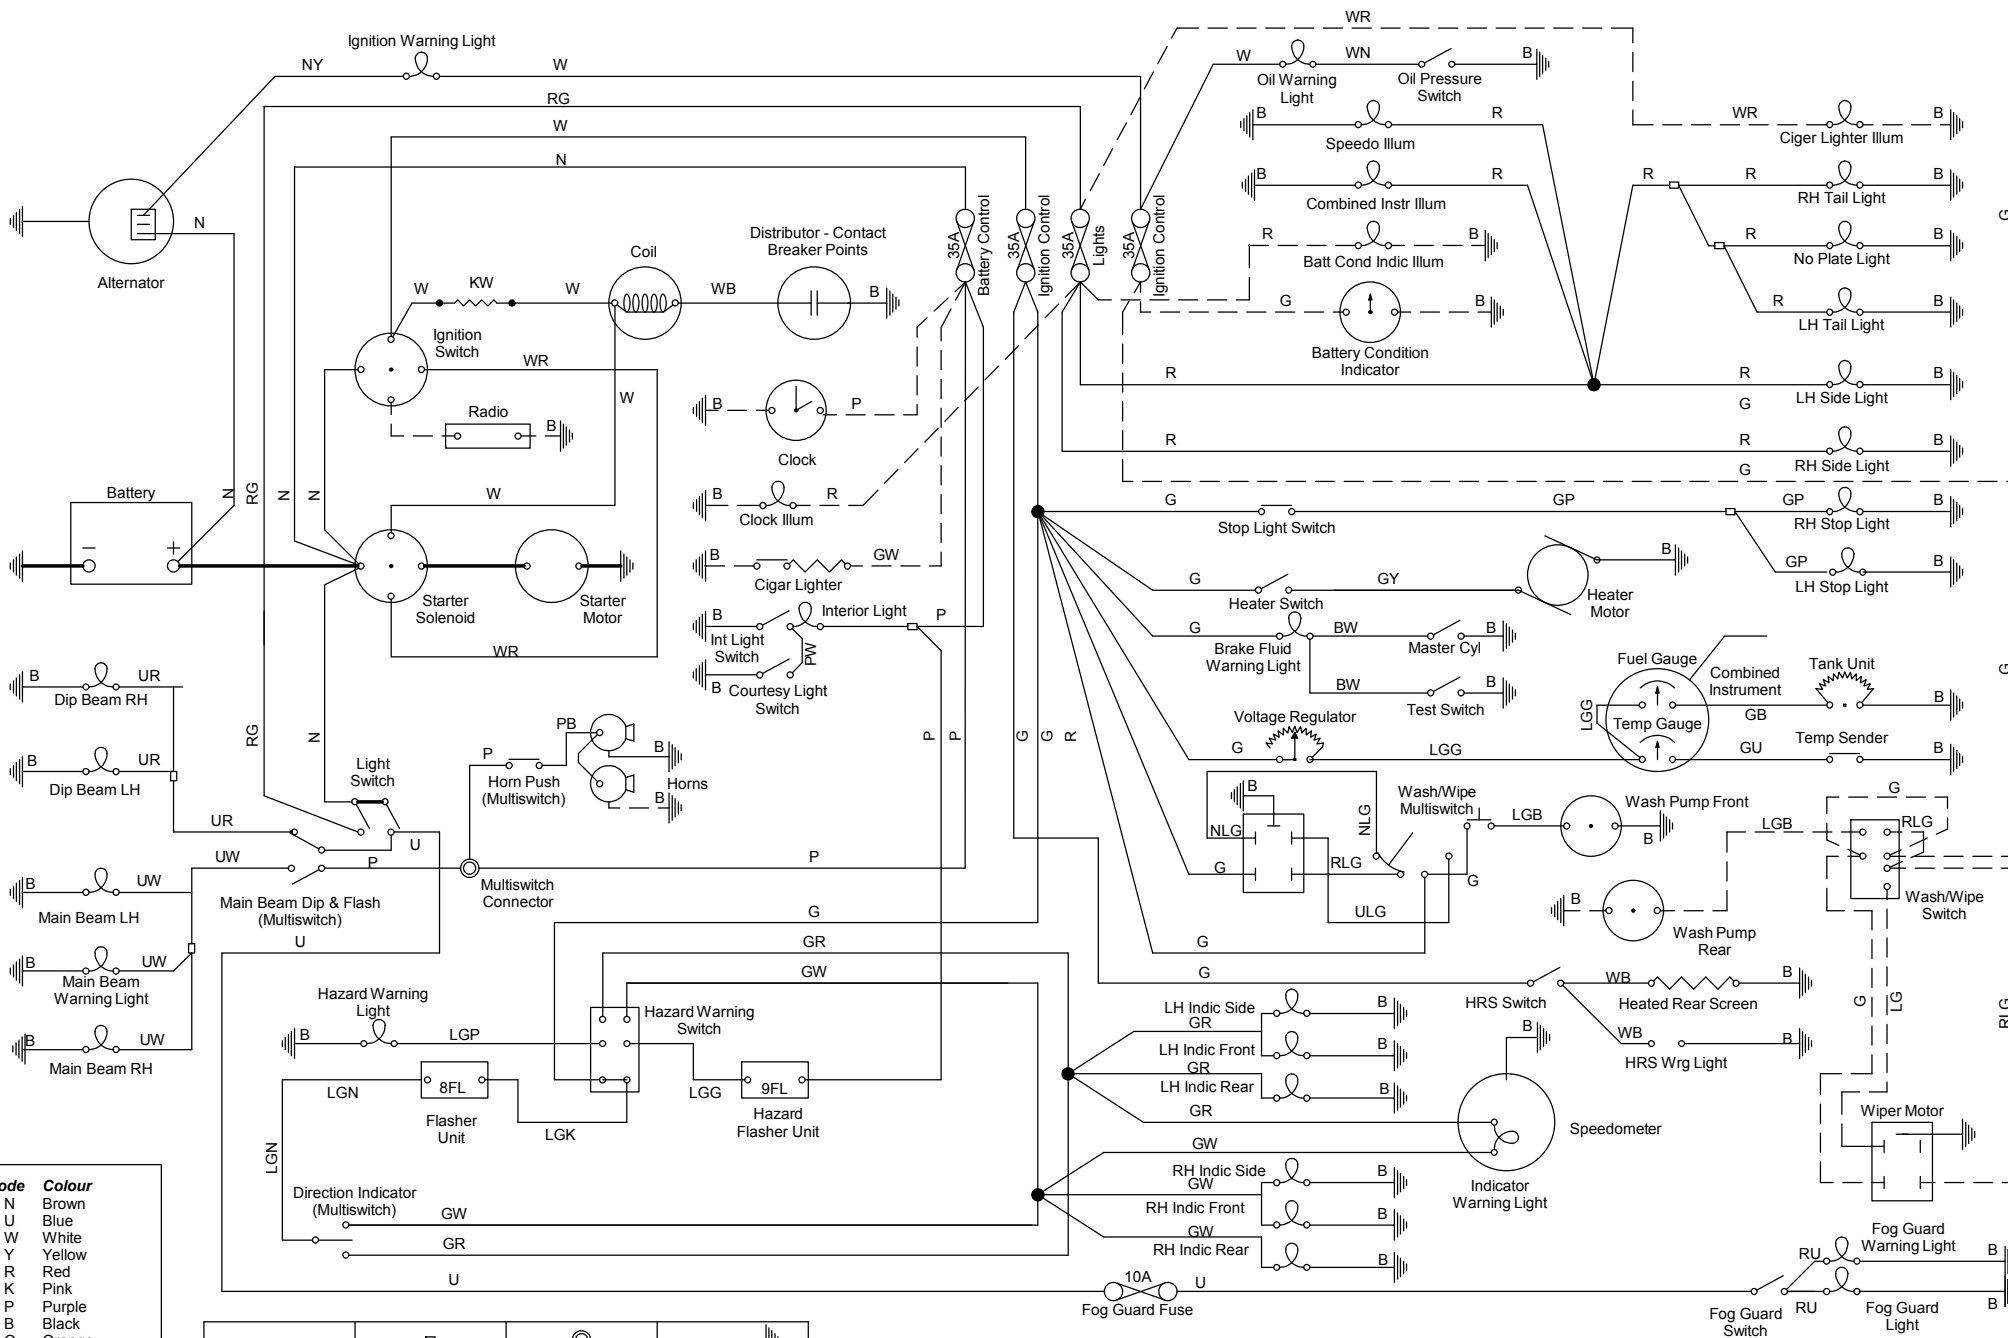 WR
Ignition Warning Light
NY
W
W
WN
B
Oil Warning
Light
Oil Pressure
Switch
RG
W
N
B
R
Speedo Illum
WR
B
Ciger Lighter Illum
B
R
Combined Instr Illum
R
R
B
RH Tail Light
Alternator
N
Coil
Distributor - Contact
Breaker Points
35A
Battery Control
35A
Ignition Control
35A
Lights
35A
Ignition Control
R
B
Batt Cond Indic Illum
R
B
No Plate Light
G
W
KW
W
WB
B
G
B
Battery Condition
Indicator
R
B
LH Tail Light
Ignition
Switch
WR
W
Radio
B
B
P
Clock
R
R
B
LH Side Light
G
R
R
B
RH Side Light
G
Battery
N
RG
N
N
W
B
R
Clock Illum
G
Stop Light Switch
GP
GP
B
RH Stop Light
GP
B
LH Stop Light
Starter
Solenoid
Starter
Motor
B
GW
Cigar Lighter
G
GY
Heater Switch
B
Heater
Motor
B
Int Light
Switch
Interior Light
P
PW
B
Courtesy Light
Switch
WR
G
BW
B
Brake Fluid
Warning Light
Master Cyl
BW
B
Test Switch
B
UR
Dip Beam RH
Fuel Gauge
Combined
Instrument
Tank Unit
B
GB
G
RG
N
PB
P
B
Horn Push
(Multiswitch)
Horns
B
P
P
G
G
R
Voltage Regulator
G
LGG
LGG
Temp Gauge
GU
Temp Sender
B
B
UR
Dip Beam LH
Light
Switch
B
NLG
G
NLG
RLG
Wash/Wipe
Multiswitch
G
LGB
Wash Pump Front
B
LGB
G
RLG
Wash/Wipe
Switch
UR
U
UW
P
P
Multiswitch
Connector
B
UW
Main Beam LH
Main Beam Dip & Flash
(Multiswitch)
G
ULG
B
Wash Pump
Rear
U
GR
G
B
UW
Main Beam
Warning Light
GW
G
HRS Switch
WB
B
Heated Rear Screen
G
LG
RLG
Hazard Warning
Light
B
LGP
Hazard Warning
Switch
LH Indic Side
B
GR
LH Indic Front
B
B
WB
B
HRS Wrg Light
B
UW
Main Beam RH
LGN
8FL
Flasher
Unit
LGK
LGG
9FL
Hazard
Flasher Unit
GR
LH Indic Rear
B
GR
Speedometer
Wiper Motor
GW
LGN
RH Indic Side
B
GW
RH Indic Front
B
Indicator
Warning Light
Direction Indicator
(Multiswitch)
GW
GR
GW
RH Indic Rear
B
U
10A
U
Fog Guard Fuse
Fog Guard
Warning Light
RU
B
Fog Guard
Switch
RU
Fog Guard
Light
B
ode Colour
N Brown
U Blue
W White
Y Yellow
R Red
K Pink
P Purple
B Black